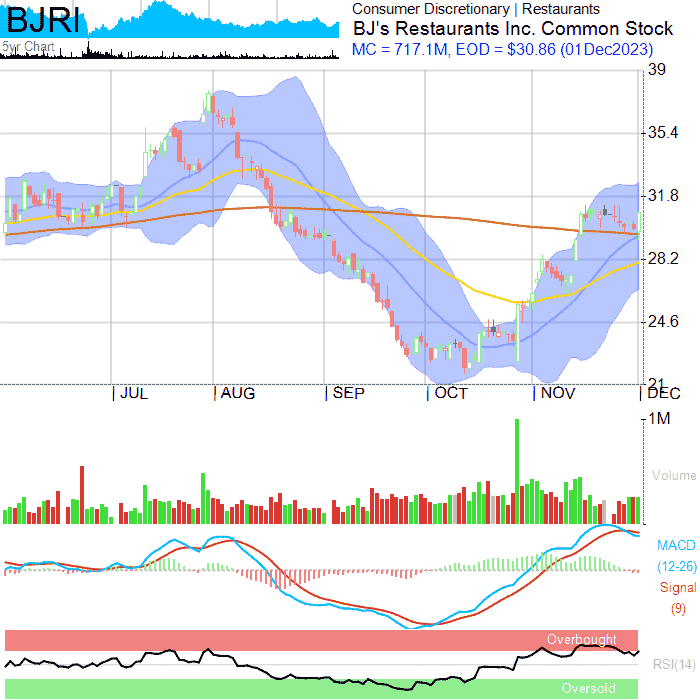 BJRI
5yr Chart
Consumer Discretionary | Restaurants
BJ's Restaurants Inc. Common Stock
MC = 717.1M, EOD = $30.86 (01Dec2023)
39
35.4
31.8
28.2
24.6
21
JUL AUG SEP OCT NOV DEC
1M
Volume
MACD
(12-26)
Signal
(9)
Overbought
RSI(14)
Oversold